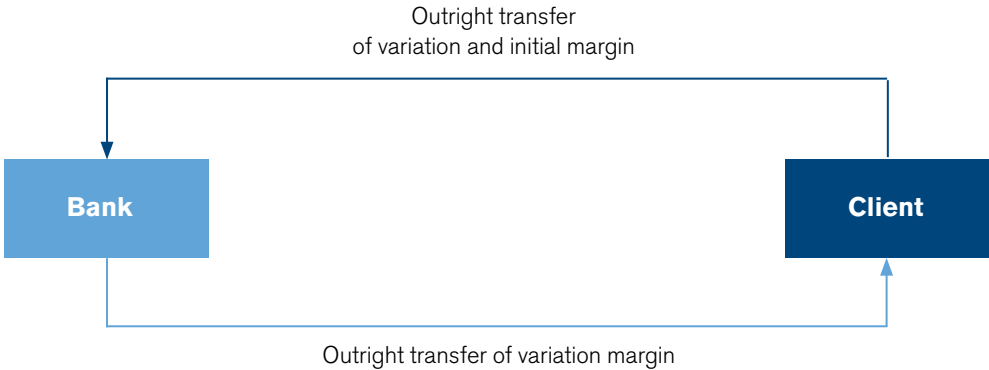 Outright transfer
of variation and initial margin
Bank
Client
Outright transfer of variation margin